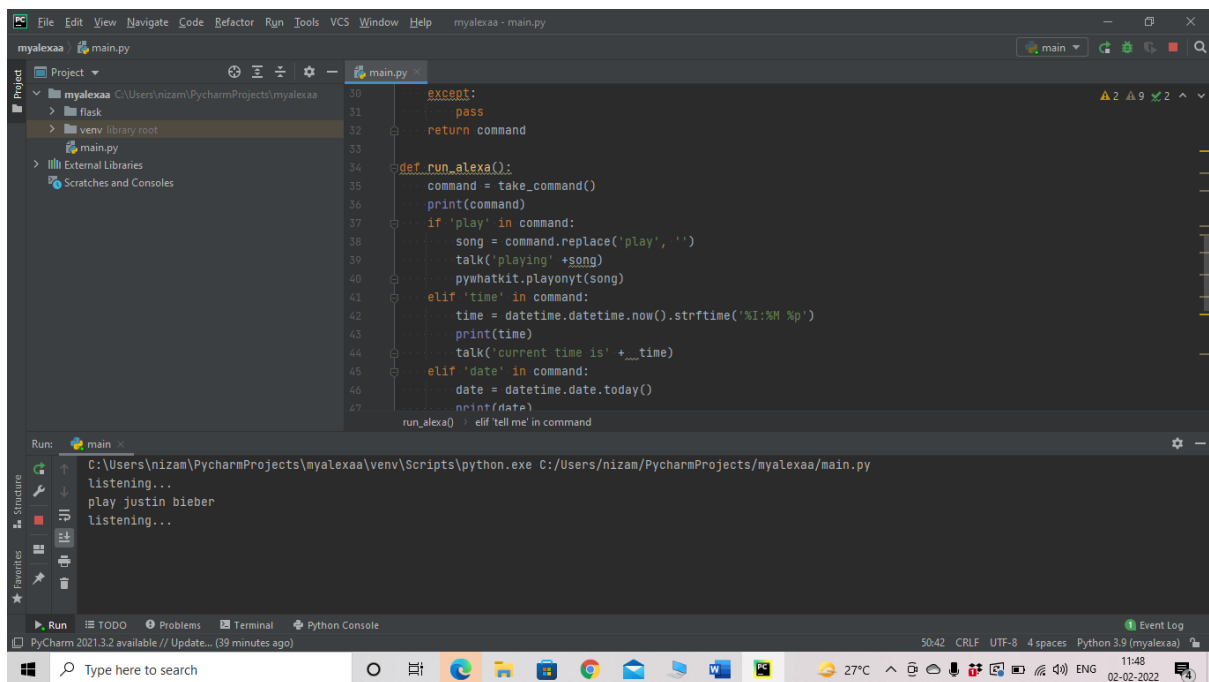 File Edit View Navigate Code Refactor Run Tools VCS Window Help myalexaa - main.py
myalexaa main.py main
Project main.py
Project
myalexaa C:\Users\nizam\PycharmProjects\myalexaa
flask
venv library root
main.py
External Libraries
Scratches and Consoles
30 except:
31 pass
32 return command
33
34 def run_alexa():
35 command = take_command()
36 print(command)
37 if 'play' in command:
38 song = command.replace('play', '')
39 talk('playing' +song)
40 pywhatkit.playonyt(song)
41 elif 'time' in command:
42 time = datetime.datetime.now().strftime('%I:%M %p')
43 print(time)
44 talk('current time is' + time)
45 elif 'date' in command:
46 date = datetime.date.today()
47 print(date)
2 9 2
run_alexa() elif 'tell me' in command
Run: main
C:\Users\nizam\PycharmProjects\myalexaa\venv\Scripts\python.exe C:/Users/nizam/PycharmProjects/myalexaa/main.py
listening...
play justin bieber
listening...
Structure
Favorites
Run TODO Problems Terminal Python Console 1 Event Log
PyCharm 2021.3.2 available // Update... (39 minutes ago) 50:42 CRLF UTF-8 4 spaces Python 3.9 (myalexaa)
Type here to search 27°C ENG 11:48
02-02-2022 4